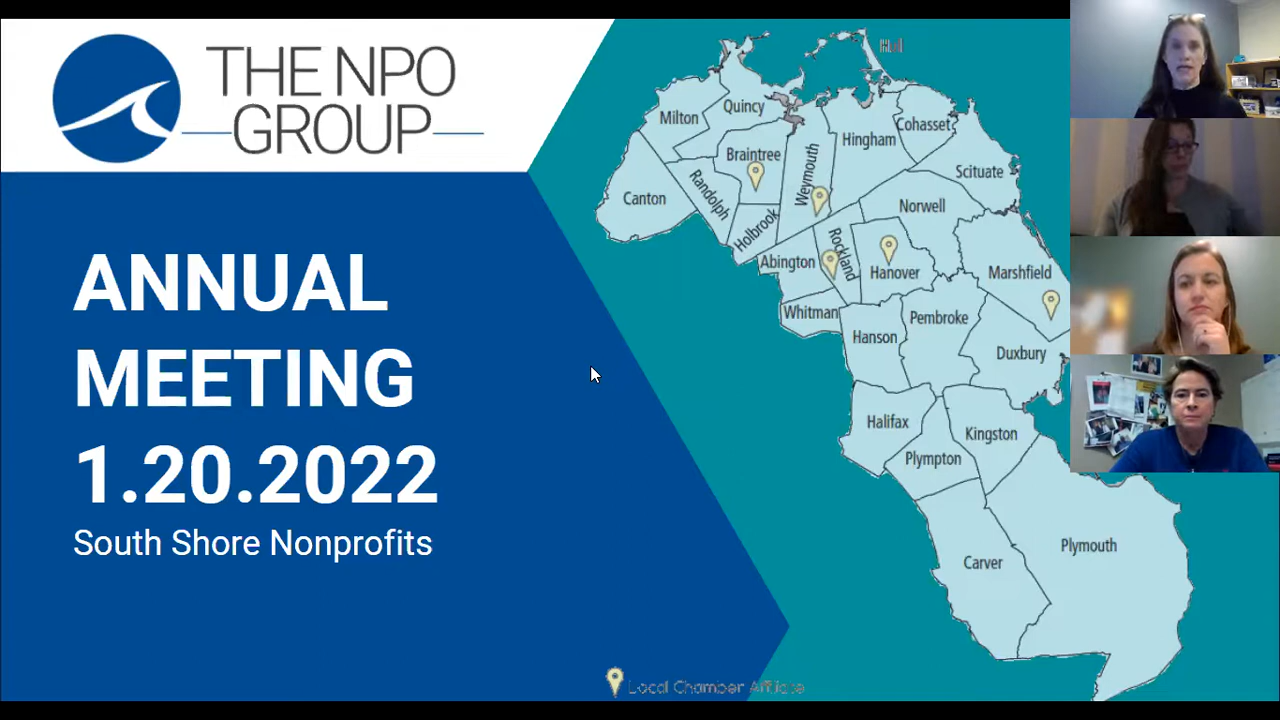 THE NPO
GROUP
ANNUAL
MEETING
1.20.2022
South Shore Nonprofits
Hull
Milton
Quincy
Cohasset
Hingham
Braintree
Weymouth
Scituate
Canton
Randolph
Holbrook
Norwell
Abington
Rockland
Hanover
Marshfield
Whitman
Pembroke
Hanson
Duxbury
Halifax
Kingston
Plympton
Plymouth
Carver
Local Chamber Affiliate